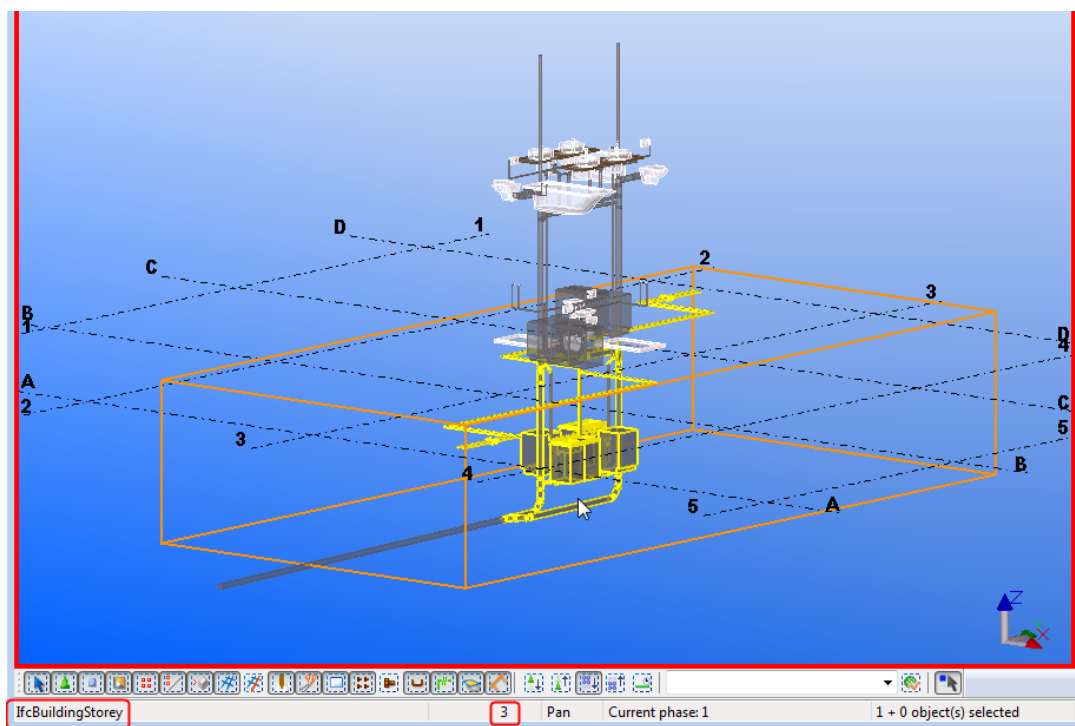 D
1
C
2
B
1
3
D
4
A
2
C
5
3
4
B
5
A
Z
X
IfcBuildingStorey 3 Pan Current phase: 1 1 + 0 object(s) selected